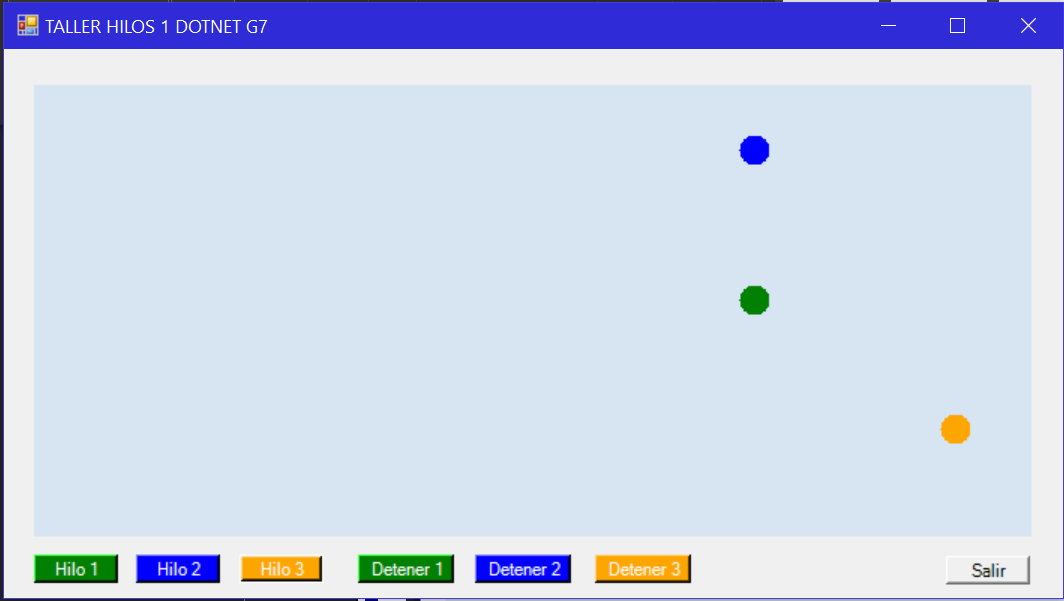 TALLER HILOS 1 DOTNET G7
Hilo 1 Hilo 2 Hilo 3 Detener 1 Detener 2 Detener 3 Salir